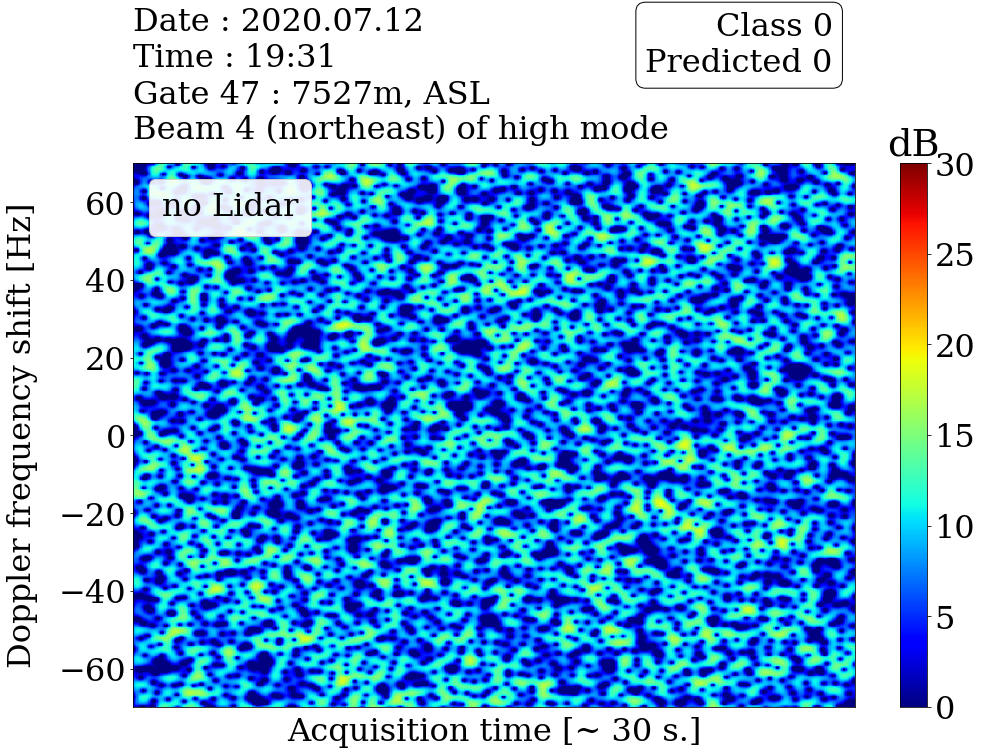 Date : 2020.07.12
Time : 19:31
Gate 47 : 7527m, ASL
Beam 4 (northeast) of high mode
Class 0
Predicted 0
dB
no Lidar
Doppler frequency shift [Hz]
60
40
20
0
−20
−40
−60
Acquisition time [~ 30 s.]
30
25
20
15
10
5
0